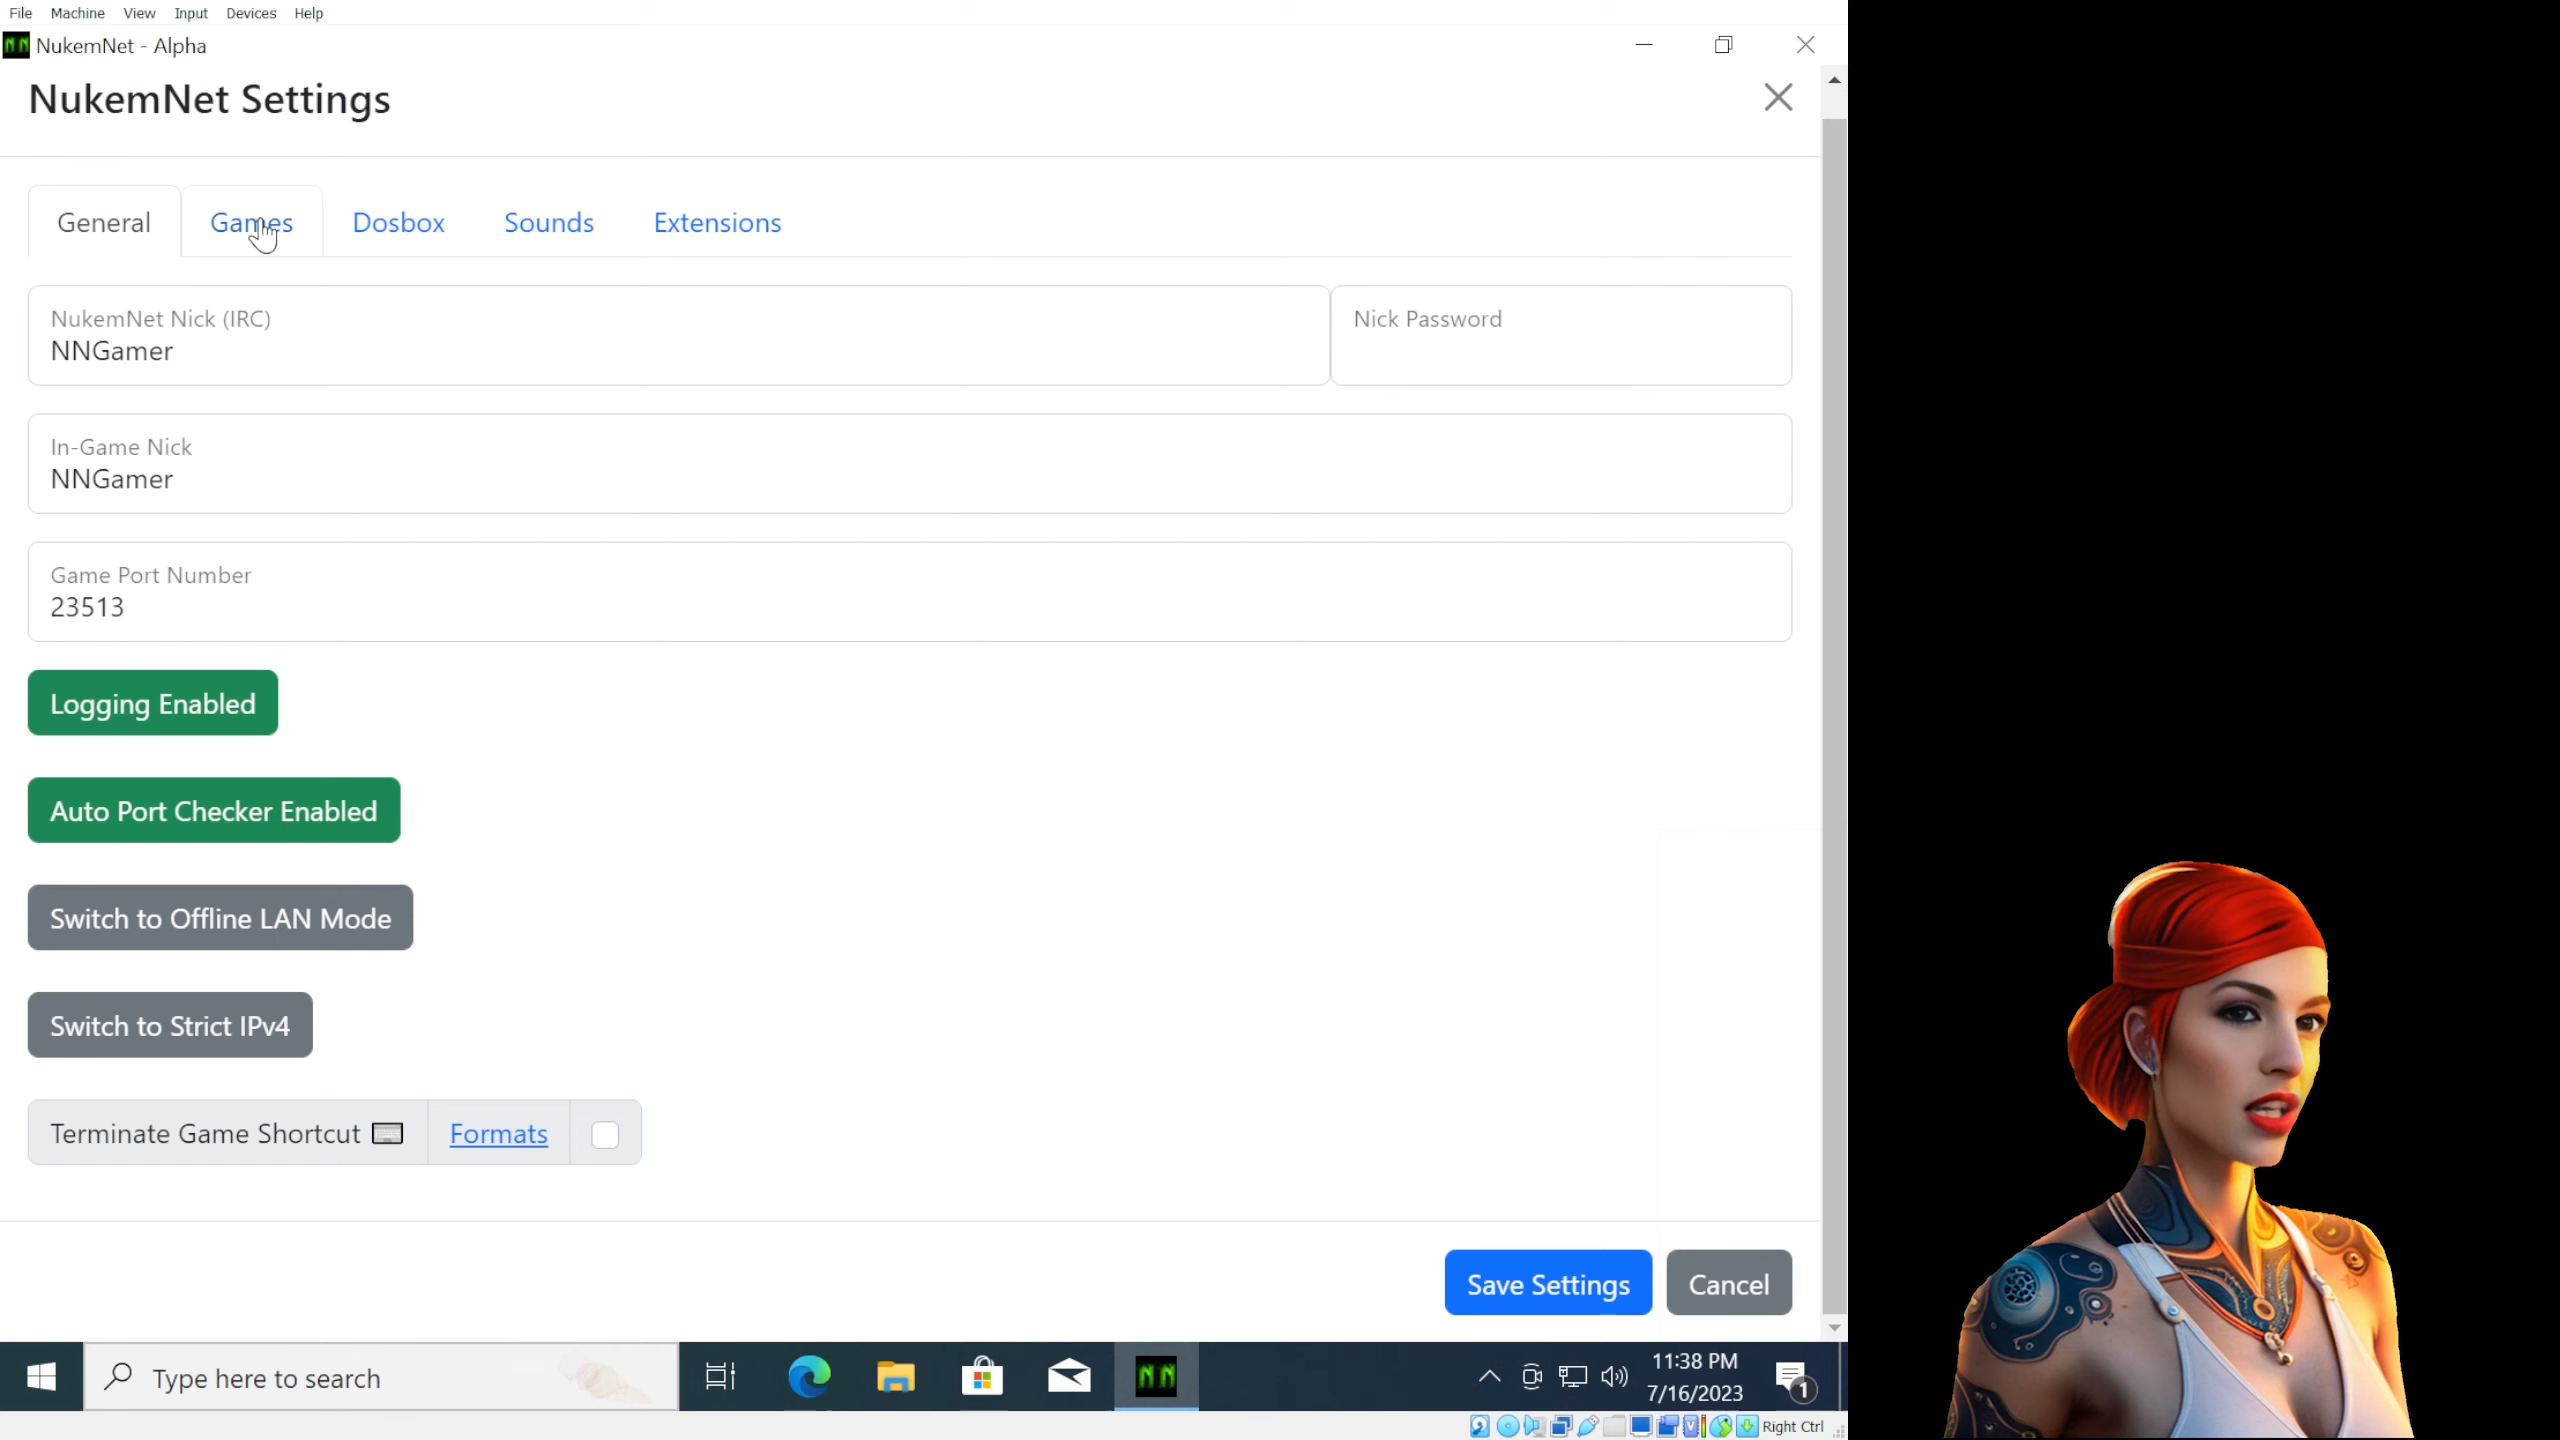 File Machine View Input Devices Help
NukemNet - Alpha
NukemNet Settings
General Games Dosbox Sounds Extensions
NukemNet Nick (IRC) Nick Password
NNGamer
In-Game Nick
NNGamer
Game Port Number
23513
Logging Enabled
Auto Port Checker Enabled
Switch to Offline LAN Mode
Switch to Strict IPv4
Terminate Game Shortcut Formats
Save Settings Cancel
Type here to search
11:38 PM
7/16/2023
1
Right Ctrl